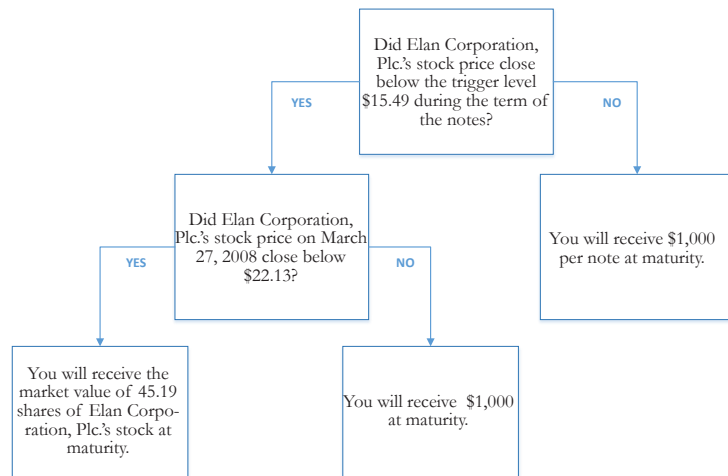 Did Elan Corporation,
Plc.'s stock price close
below the trigger level
$15.49 during the term of
the notes?
YES
NO
Did Elan Corporation,
Plc.'s stock price on March
27, 2008 close below
$22.13?
You will receive $1,000
per note at maturity.
YES
NO
You will receive the
market value of 45.19
shares of Elan Corpo-
ration, Plc.'s stock at
maturity.
You will receive $1,000
at maturity.